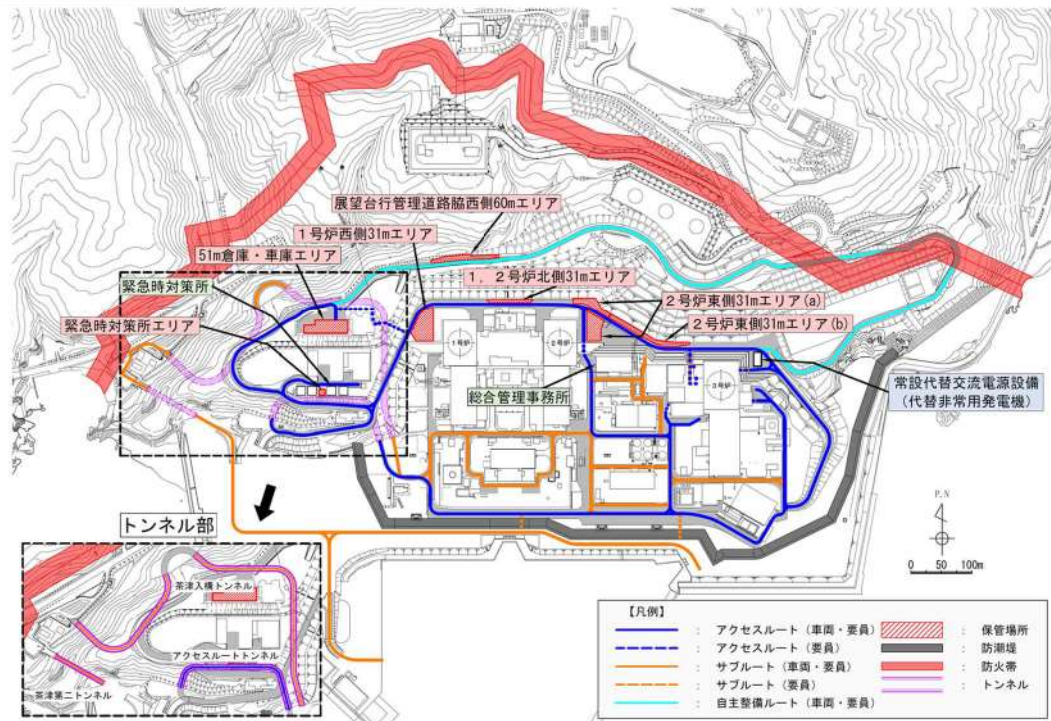 展望台行管理道路脇西側60mエリア
1号炉西側31mエリア
51m倉庫・車庫エリア
1，2号炉北側31mエリア
緊急時対策所
2号炉東側31mエリア(a)
緊急時対策所エリア
2号炉東側31mエリア(b)
1号炉
2号炉
3号炉
総合管理事務所
常設代替交流電源設備
(代替非常用発電機)
トンネル部
茶津入構トンネル
アクセスルートトンネル
茶津第二トンネル
P.N
0 50 100m
【凡例】
： アクセスルート（車両・要員）
： アクセスルート（要員）
： サブルート（車両・要員）
： サブルート（要員）
： 自主整備ルート（車両・要員）
： 保管場所
： 防潮堤
： 防火帯
： トンネル